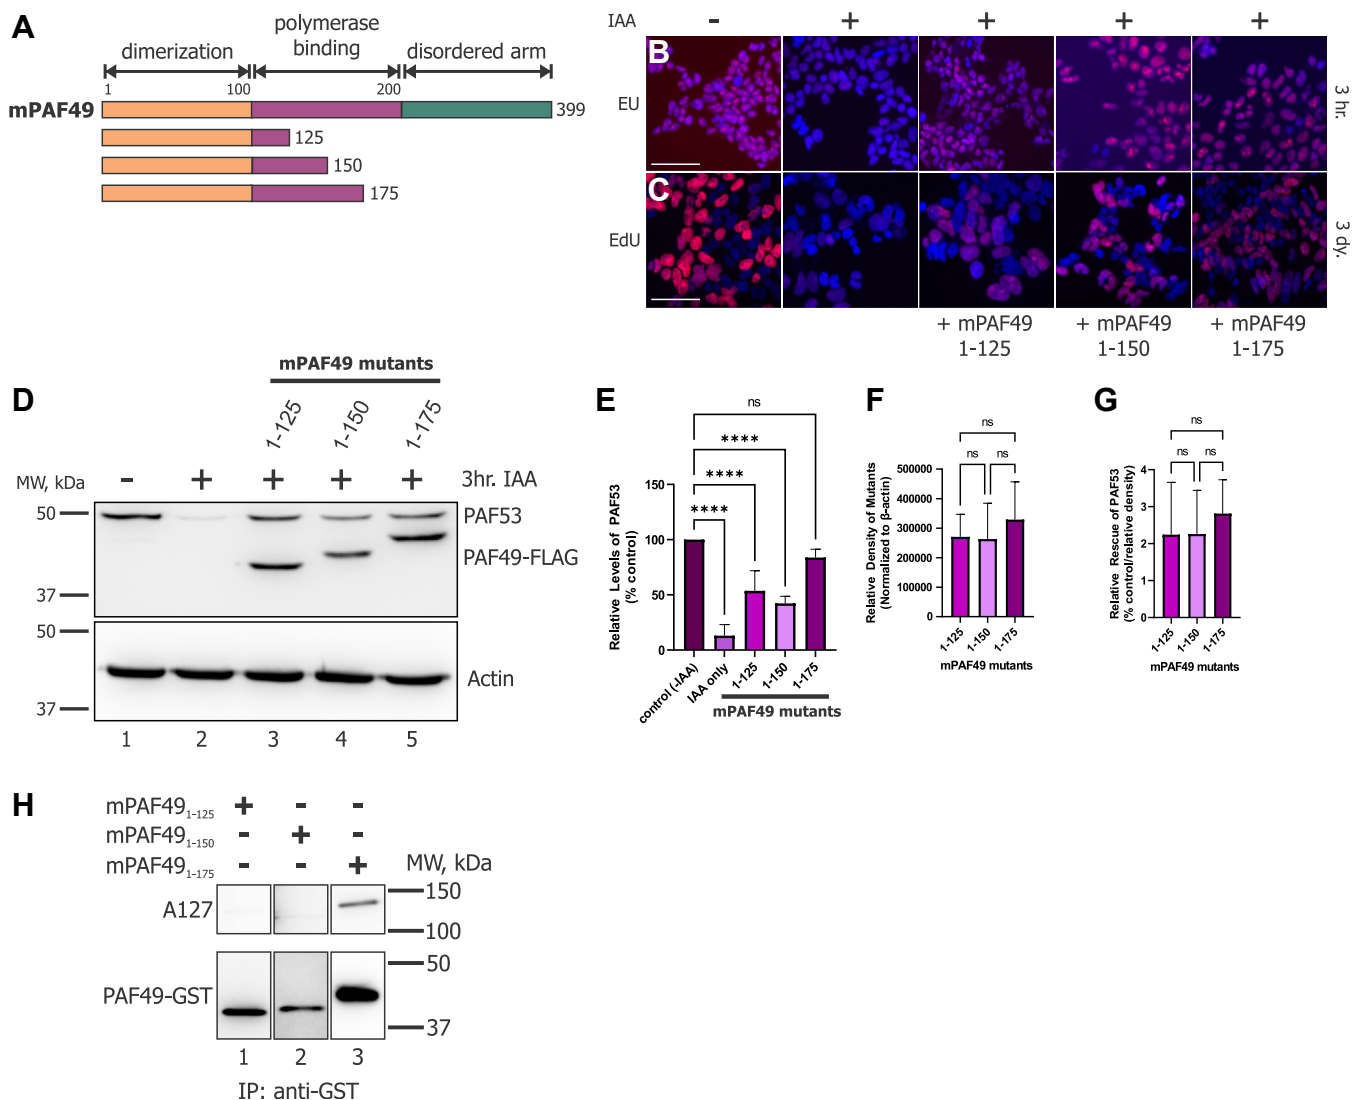 A
dimerization
polymerase
binding
disordered arm
1
100
200
mPAF49
399
125
150
175
IAA
-
+
+
+
+
B
EU
3 hr.
C
EdU
3 dy.
+ mPAF49
1-125
+ mPAF49
1-150
+ mPAF49
1-175
D
mPAF49 mutants
1-125
1-150
1-175
MW, kDa
-
+
+
+
+
3hr. IAA
50
PAF53
PAF49-FLAG
37
50
Actin
37
1 2 3 4 5
E
Relative Levels of PAF53
(% control)
150
100
50
0
ns
****
****
****
control (-IAA)
IAA only
1-125
1-150
1-175
mPAF49 mutants
F
Relative Density of Mutants
(Normalized to β-actin)
500000
400000
300000
200000
100000
0
ns
ns
ns
1-125
1-150
1-175
mPAF49 mutants
G
Relative Rescue of PAF53
(% control/relative density)
4
3
2
1
0
ns
ns
ns
1-125
1-150
1-175
mPAF49 mutants
H
mPAF49₁₋₁₂₅ + - -
mPAF49₁₋₁₅₀ - + -
mPAF49₁₋₁₇₅ - - +
MW, kDa
A127
150
100
PAF49-GST
50
37
1 2 3
IP: anti-GST